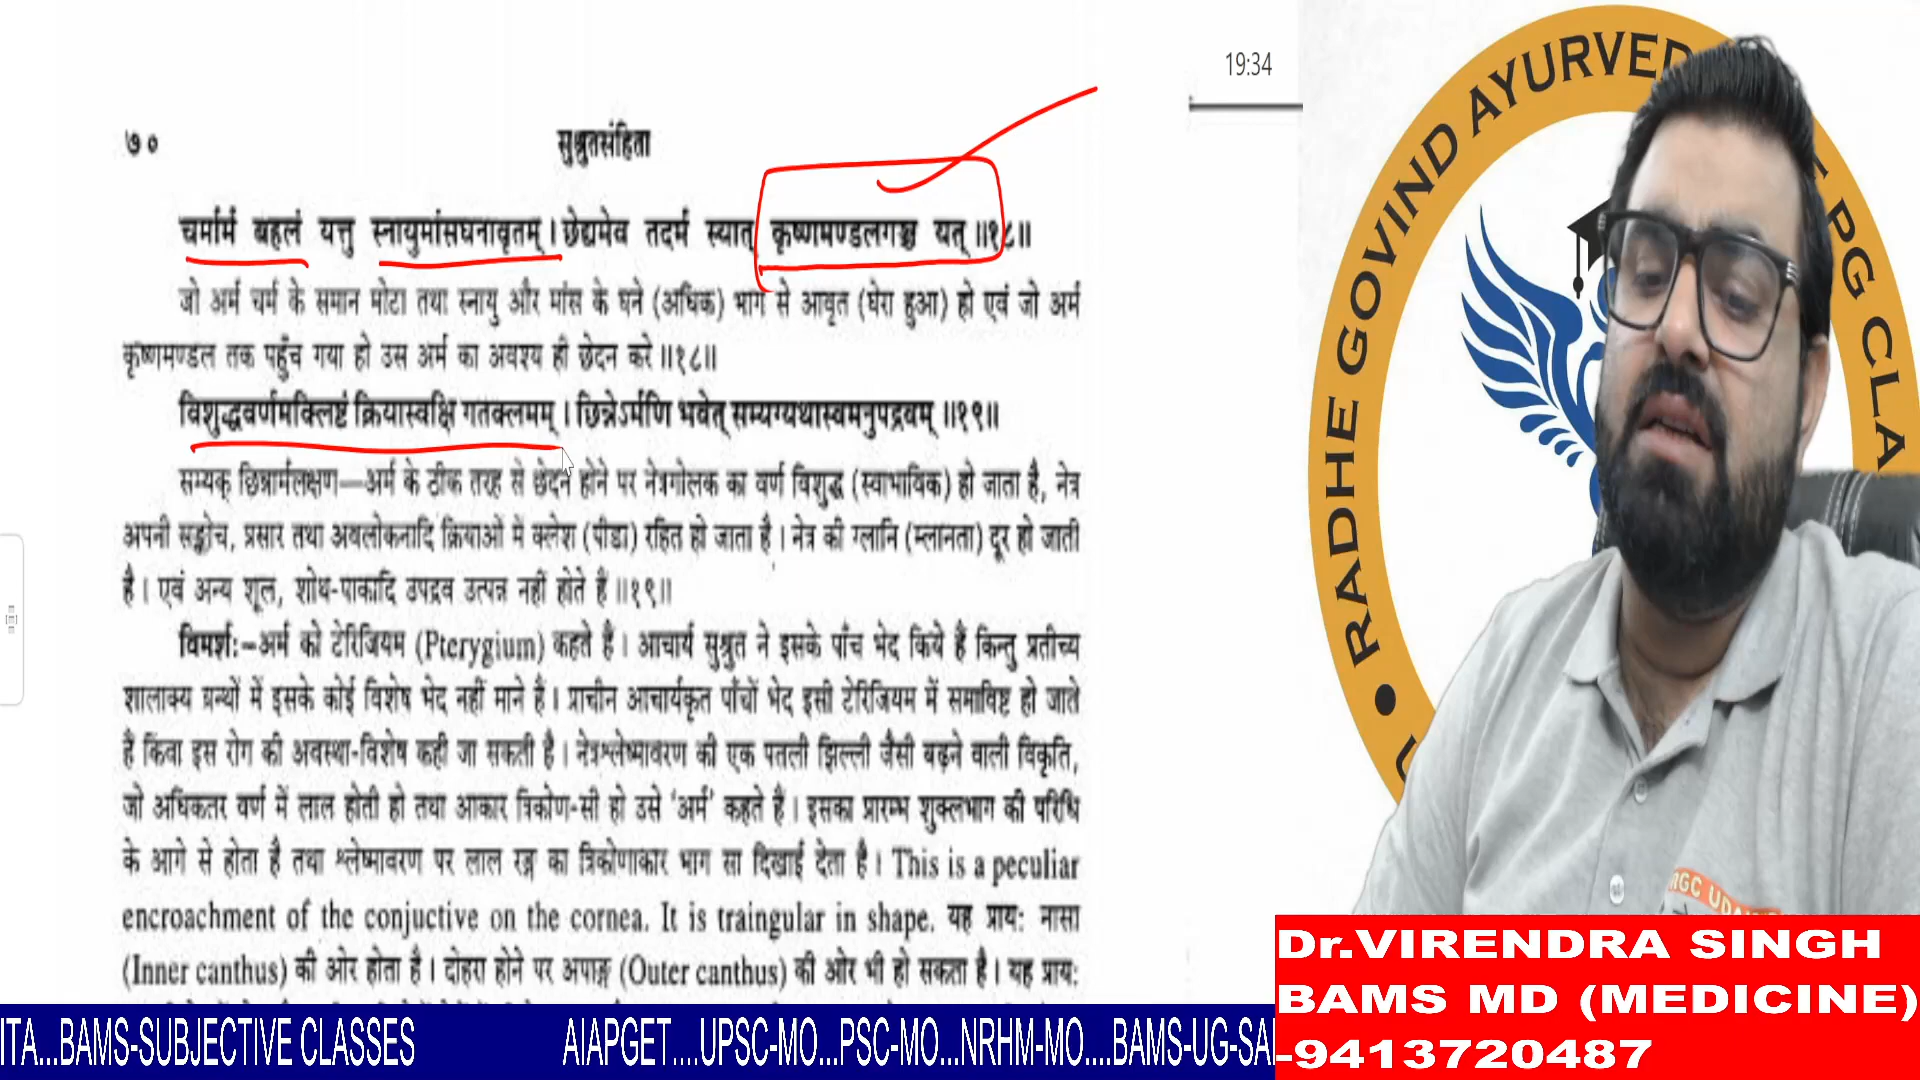 19:34
७० सुश्रुतसंहिता
चर्मार्म बहलं यत्तु स्नायुमांसघनावृतम् । छेद्यमेव तदर्म स्यात् कृष्णमण्डलगञ्च यत् ॥१८॥
जो अर्म चर्म के समान मोटा तथा स्नायु और मांस के घने (अधिक) भाग से आवृत (घेरा हुआ) हो एवं जो अर्म
कृष्णमण्डल तक पहुँच गया हो उस अर्म का अवश्य ही छेदन करे ॥१८॥
विशुद्धवर्णमक्लिष्टं क्रियास्वक्षि गतक्लमम् । छिन्नेऽर्मणि भवेत् सम्यग्यथास्वमनुपद्रवम् ॥१९॥
सम्यक् छिन्नार्मलक्षण—अर्म के ठीक तरह से छेदन होने पर नेत्रगोलक का वर्ण विशुद्ध (स्वाभाविक) हो जाता है, नेत्र
अपनी सङ्कोच, प्रसार तथा अवलोकनादि क्रियाओं में क्लेश (पीडा) रहित हो जाता है । नेत्र की ग्लानि (म्लानता) दूर हो जाती
है । एवं अन्य शूल, शोथ-पाकादि उपद्रव उत्पन्न नहीं होते हैं ॥१९॥
विमर्शः-अर्म को टेरिजियम (Pterygium) कहते है । आचार्य सुश्रुत ने इसके पाँच भेद किये हैं किन्तु प्रतीच्य
शालाक्य ग्रन्थों में इसके कोई विशेष भेद नहीं माने हैं । प्राचीन आचार्यकृत पाँचों भेद इसी टेरिजियम में समाविष्ट हो जाते
हैं किंवा इस रोग की अवस्था-विशेष कही जा सकती है । नेत्रश्लेष्मावरण की एक पतली झिल्ली जैसी बढ़ने वाली विकृति,
जो अधिकतर वर्ण में लाल होती हो तथा आकार त्रिकोण-सी हो उसे 'अर्म' कहते है । इसका प्रारम्भ शुक्लभाग की परिधि
के आगे से होता है तथा श्लेष्मावरण पर लाल रङ्ग का त्रिकोणाकार भाग सा दिखाई देता है । This is a peculiar
encroachment of the conjuctive on the cornea. It is traingular in shape. यह प्रायः नासा
(Inner canthus) की ओर होता है । दोहरा होने पर अपाङ्ग (Outer canthus) की ओर भी हो सकता है । यह प्रायः
RADHE GOVIND AYURVED PG CLA
RGC UDAI
Dr.VIRENDRA SINGH
BAMS MD (MEDICINE)
-9413720487
ITA...BAMS-SUBJECTIVE CLASSES AIAPGET....UPSC-MO...PSC-MO...NRHM-MO....BAMS-UG-SA